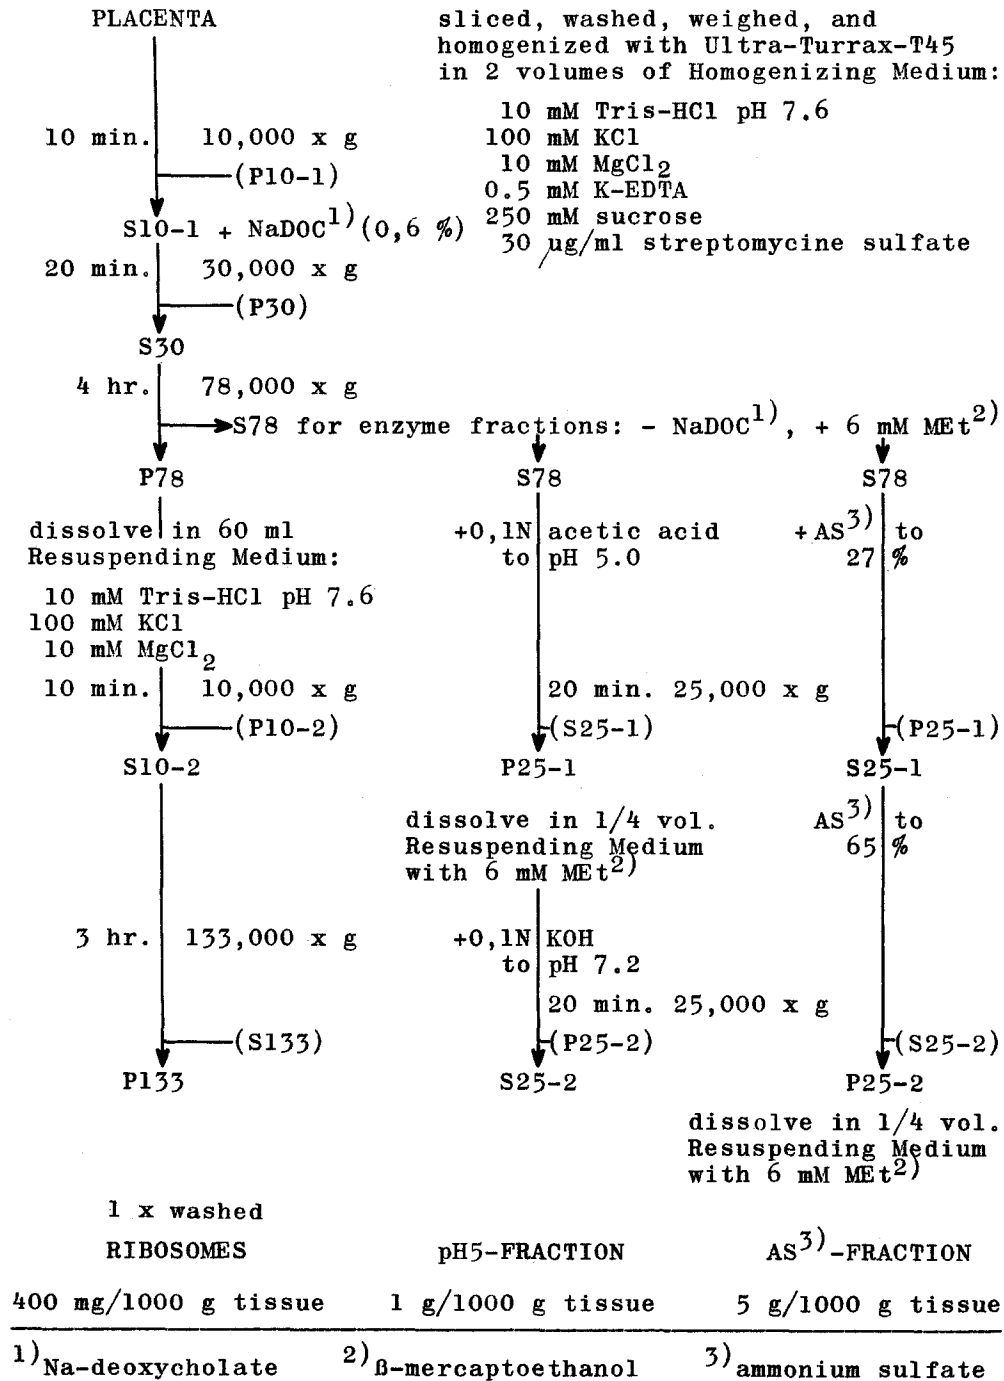 PLACENTA
sliced, washed, weighed, and
homogenized with Ultra-Turrax-T45
in 2 volumes of Homogenizing Medium:
10 mM Tris-HCl pH 7.6
100 mM KCl
10 mM MgCl2
0.5 mM K-EDTA
250 mM sucrose
30 µg/ml streptomycine sulfate
10 min. 10,000 x g
(P10-1)
S10-1 + NaDOC1) (0,6 %)
20 min. 30,000 x g
(P30)
S30
4 hr. 78,000 x g
S78 for enzyme fractions: - NaDOC1), + 6 mM MEt2)
P78
dissolve in 60 ml
Resuspending Medium:
10 mM Tris-HCl pH 7.6
100 mM KCl
10 mM MgCl2
10 min. 10,000 x g
(P10-2)
S10-2
3 hr. 133,000 x g
(S133)
P133
1 x washed
RIBOSOMES
400 mg/1000 g tissue
S78
+0,1N acetic acid
to pH 5.0
20 min. 25,000 x g
(S25-1)
P25-1
dissolve in 1/4 vol.
Resuspending Medium
with 6 mM MEt2)
+0,1N KOH
to pH 7.2
20 min. 25,000 x g
(P25-2)
S25-2
pH5-FRACTION
1 g/1000 g tissue
S78
+AS3) to
27 %
(P25-1)
S25-1
AS3) to
65 %
(S25-2)
P25-2
dissolve in 1/4 vol.
Resuspending Medium
with 6 mM MEt2)
AS3)-FRACTION
5 g/1000 g tissue
1)Na-deoxycholate 2)ß-mercaptoethanol 3)ammonium sulfate